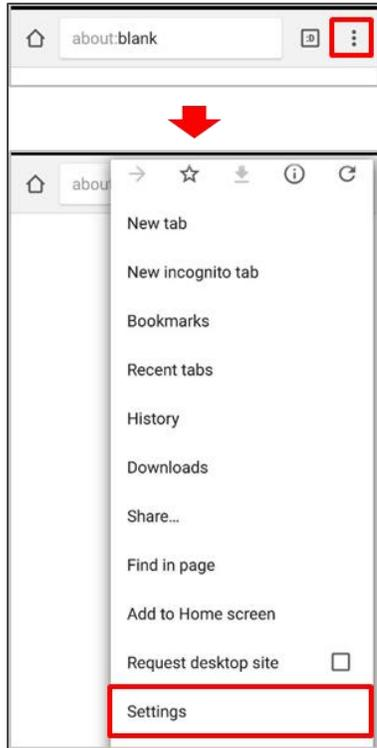 about:blank
:D
abou
New tab
New incognito tab
Bookmarks
Recent tabs
History
Downloads
Share...
Find in page
Add to Home screen
Request desktop site
Settings